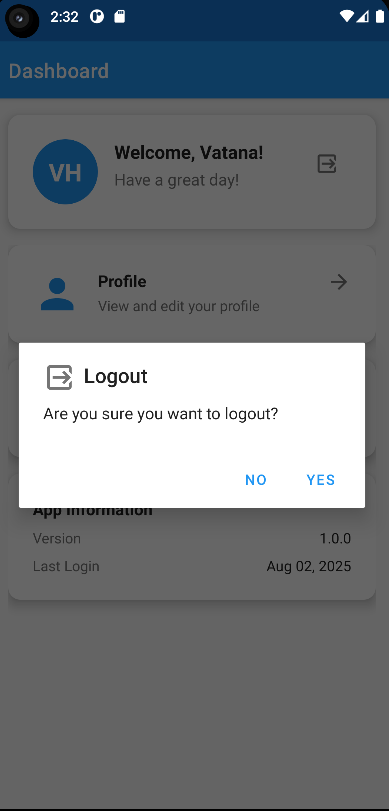 2:32
Dashboard
VH
Welcome, Vatana!
Have a great day!
Profile
View and edit your profile
Logout
Are you sure you want to logout?
NO YES
App Information
Version 1.0.0
Last Login Aug 02, 2025